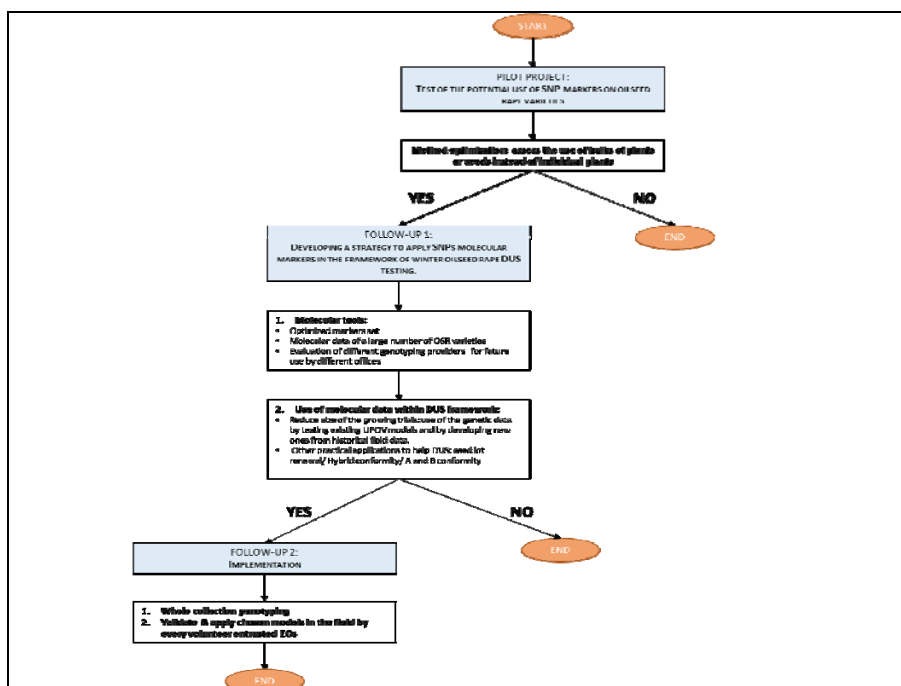 START
PILOT PROJECT:
TEST OF THE POTENTIAL USE OF SNP MARKERS ON OILSEED
RAPE VARIETIES
Method optimization: assess the use of bulks of plants
or seeds instead of individual plants
YES
NO
FOLLOW-UP 1:
DEVELOPING A STRATEGY TO APPLY SNPS MOLECULAR
MARKERS IN THE FRAMEWORK OF WINTER OILSEED RAPE DUS
TESTING.
END
1. Molecular tools:
• Optimized markers set
• Molecular data of a large number of OSR varieties
• Evaluation of different genotyping providers for future
use by different offices
2. Use of molecular data within DUS framework:
• Reduce size of the growing trials: use of the genetic data
by testing existing UPOV models and by developing new
ones from historical field data.
• Other practical applications to help DUS: seed lot
renewal/ Hybrid conformity/ A and B conformity
YES
NO
END
FOLLOW-UP 2:
IMPLEMENTATION
1. Whole collection genotyping
2. Validate & apply chosen models in the field by
every volunteer entrusted EOs
END